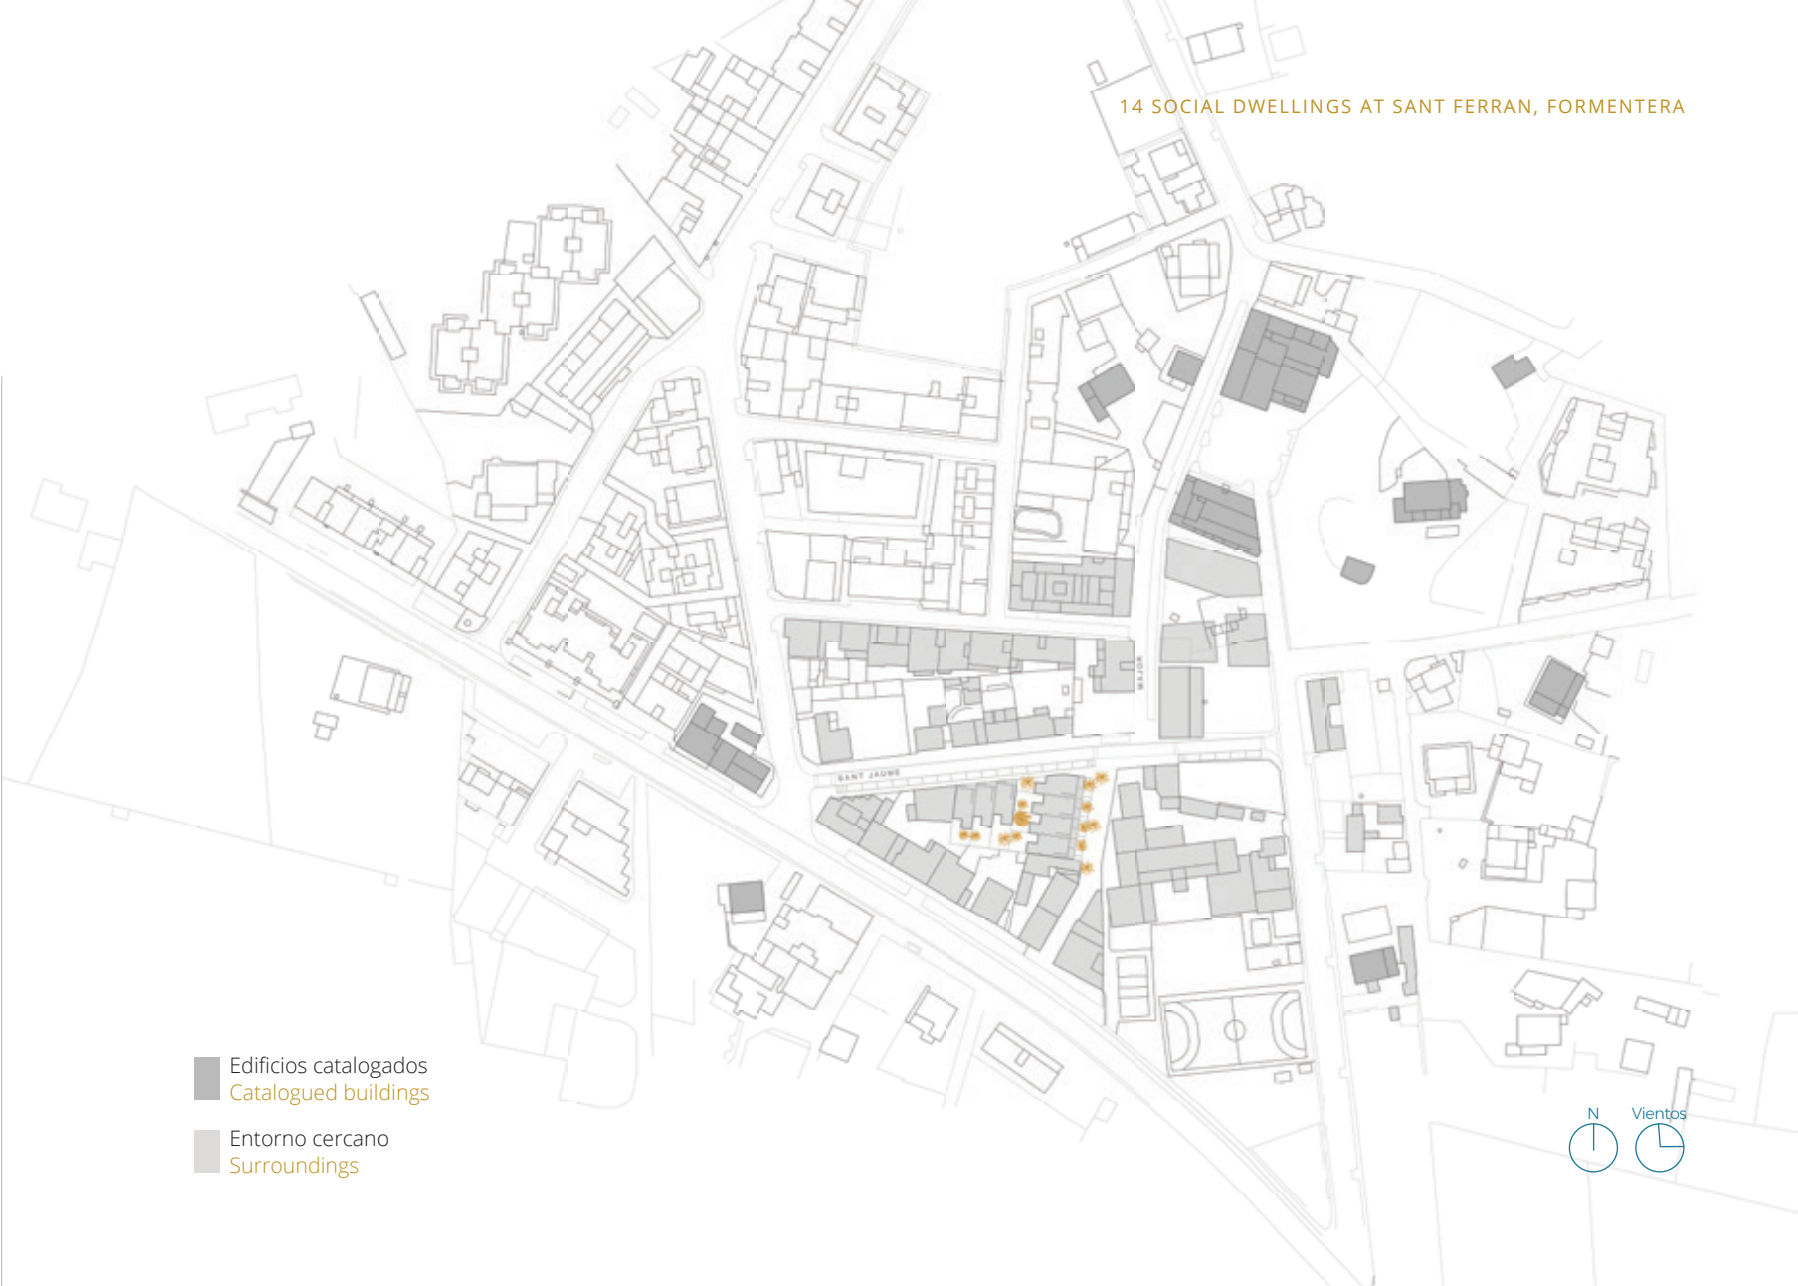 14 SOCIAL DWELLINGS AT SANT FERRAN, FORMENTERA
MAJOR
SANT JAUME
Edificios catalogados
Catalogued buildings
Entorno cercano
Surroundings
N
Vientos